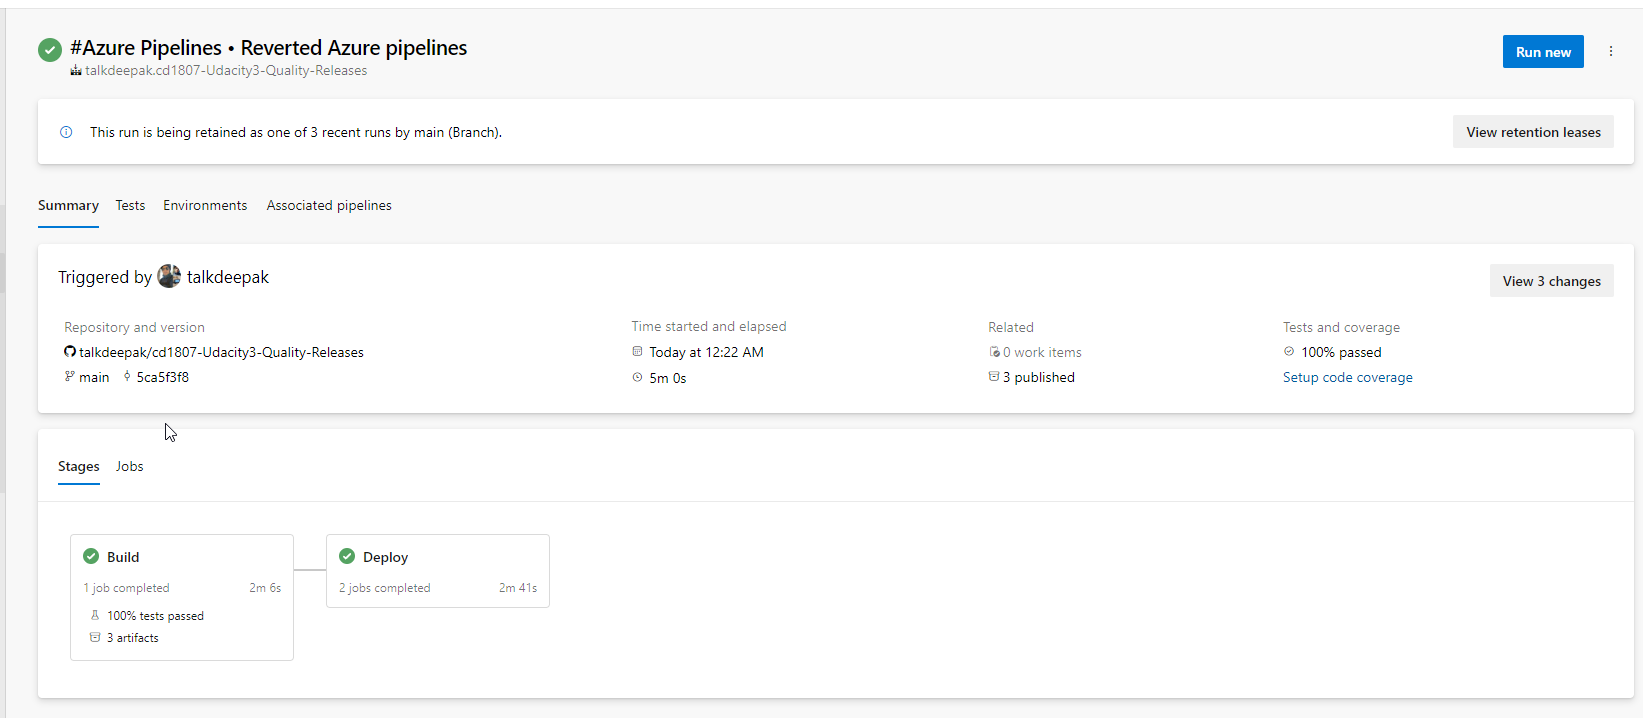 #Azure Pipelines • Reverted Azure pipelines
talkdeepak.cd1807-Udacity3-Quality-Releases
Run new
This run is being retained as one of 3 recent runs by main (Branch).
View retention leases
Summary Tests Environments Associated pipelines
Triggered by talkdeepak
View 3 changes
Repository and version
talkdeepak/cd1807-Udacity3-Quality-Releases
main 5ca5f3f8
Time started and elapsed
Today at 12:22 AM
5m 0s
Related
0 work items
3 published
Tests and coverage
100% passed
Setup code coverage
Stages Jobs
Build
1 job completed 2m 6s
100% tests passed
3 artifacts
Deploy
2 jobs completed 2m 41s